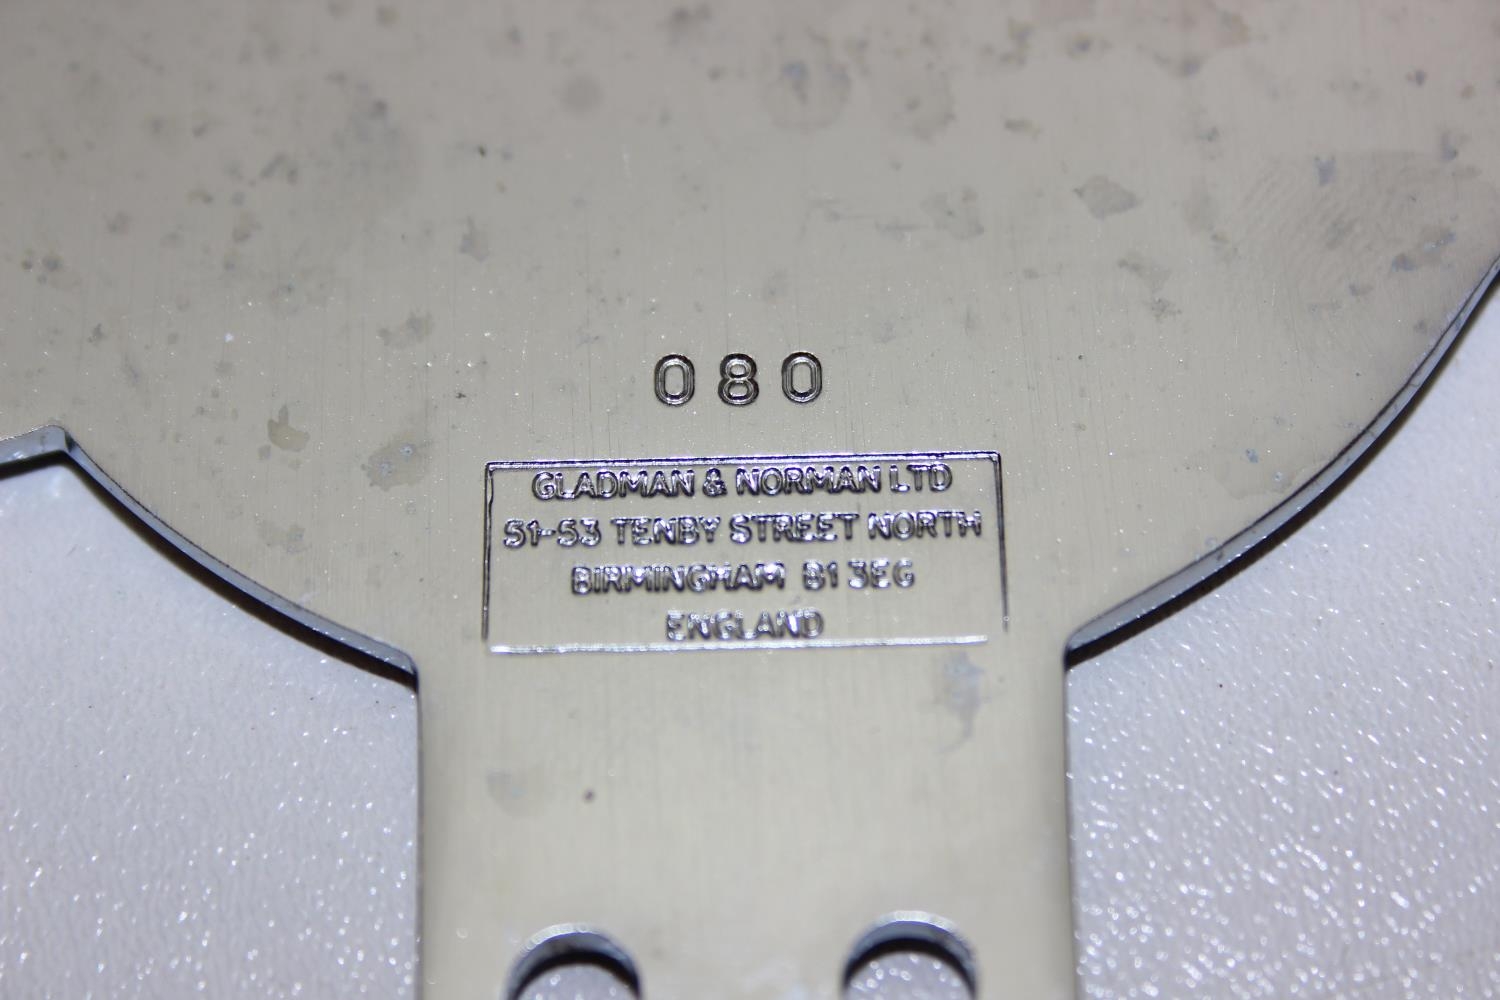 080
GLADMAN & NORMAN LTD
51-53 TENBY STREET NORTH
BIRMINGHAM B1 3EG
ENGLAND